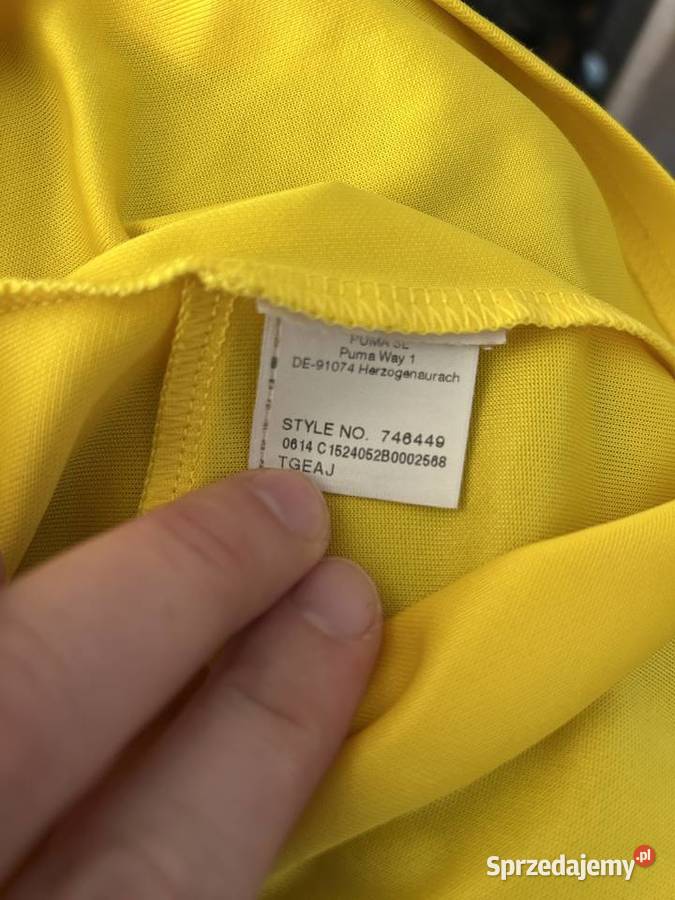 PUMA SE
Puma Way 1
DE-91074 Herzogenaurach
STYLE NO. 746449
0614 C1524052B0002568
TGEAJ
Sprzedajemy.pl